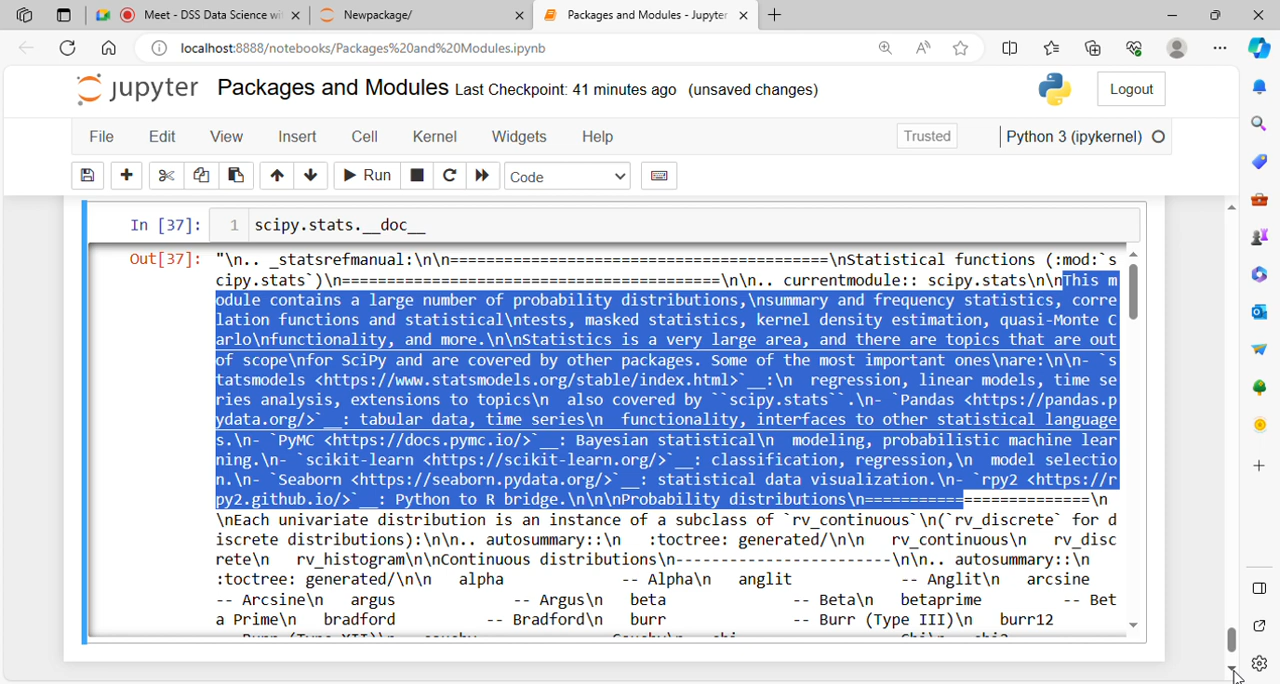 Meet - DSS Data Science wi
Newpackage/
Packages and Modules - Jupyter
localhost:8888/notebooks/Packages%20and%20Modules.ipynb
jupyter Packages and Modules Last Checkpoint: 41 minutes ago (unsaved changes)
Logout
File Edit View Insert Cell Kernel Widgets Help
Trusted
Python 3 (ipykernel)
Run
Code
In [37]: 1 scipy.stats.__doc__
Out[37]: "\n.. _statsrefmanual:\n\n==========================================\nStatistical functions (:mod:`s
cipy.stats`)\n==========================================\n\n.. currentmodule:: scipy.stats\n\nThis m
odule contains a large number of probability distributions,\nsummary and frequency statistics, corre
lation functions and statistical\ntests, masked statistics, kernel density estimation, quasi-Monte C
arlo\nfunctionality, and more.\n\nStatistics is a very large area, and there are topics that are out
of scope\nfor SciPy and are covered by other packages. Some of the most important ones\nare:\n\n- `s
tatsmodels <https://www.statsmodels.org/stable/index.html>`__:\n  regression, linear models, time se
ries analysis, extensions to topics\n  also covered by ``scipy.stats``.\n- `Pandas <https://pandas.p
ydata.org/>`__: tabular data, time series\n  functionality, interfaces to other statistical language
s.\n- `PyMC <https://docs.pymc.io/>`__: Bayesian statistical\n  modeling, probabilistic machine lear
ning.\n- `scikit-learn <https://scikit-learn.org/>`__: classification, regression,\n  model selectio
n.\n- `Seaborn <https://seaborn.pydata.org/>`__: statistical data visualization.\n- `rpy2 <https://r
py2.github.io/>`__: Python to R bridge.\n\n\nProbability distributions\n=========================\n
\nEach univariate distribution is an instance of a subclass of `rv_continuous`\n(`rv_discrete` for d
iscrete distributions):\n\n.. autosummary::\n   :toctree: generated/\n\n   rv_continuous\n   rv_disc
rete\n   rv_histogram\n\nContinuous distributions\n------------------------\n\n.. autosummary::\n
:toctree: generated/\n\n   alpha             -- Alpha\n   anglit            -- Anglit\n   arcsine
-- Arcsine\n   argus             -- Argus\n   beta              -- Beta\n   betaprime         -- Bet
a Prime\n   bradford          -- Bradford\n   burr              -- Burr (Type III)\n   burr12